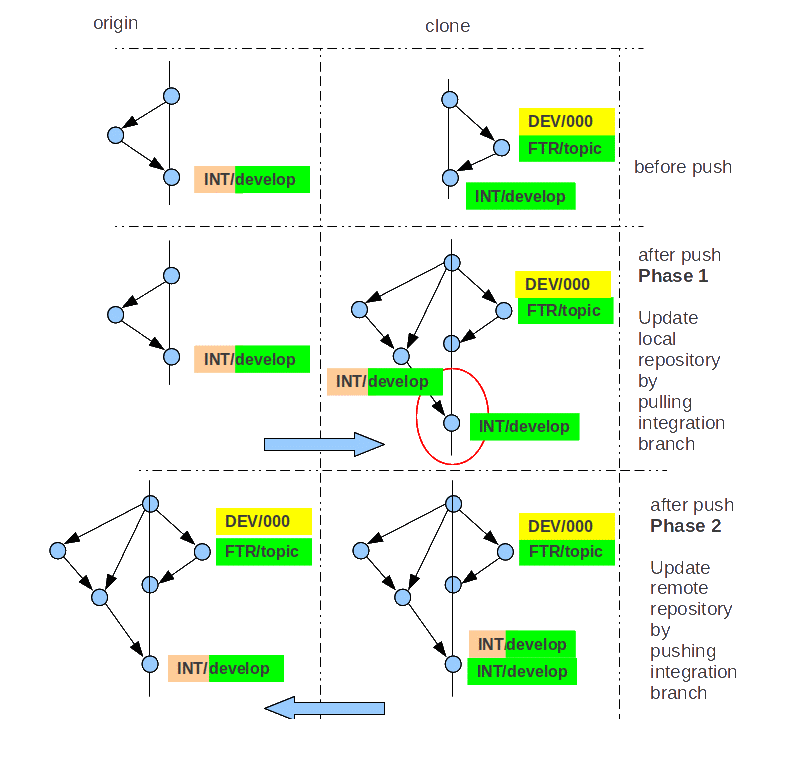 origin
clone
DEV/000
FTR/topic
INT/develop
INT/develop
before push
after push
Phase 1
Update
local
repository
by
pulling
integration
branch
INT/develop
DEV/000
FTR/topic
INT/develop
INT/develop
after push
Phase 2
Update
remote
repository
by
pushing
integration
branch
DEV/000
FTR/topic
INT/develop
DEV/000
FTR/topic
INT/develop
INT/develop